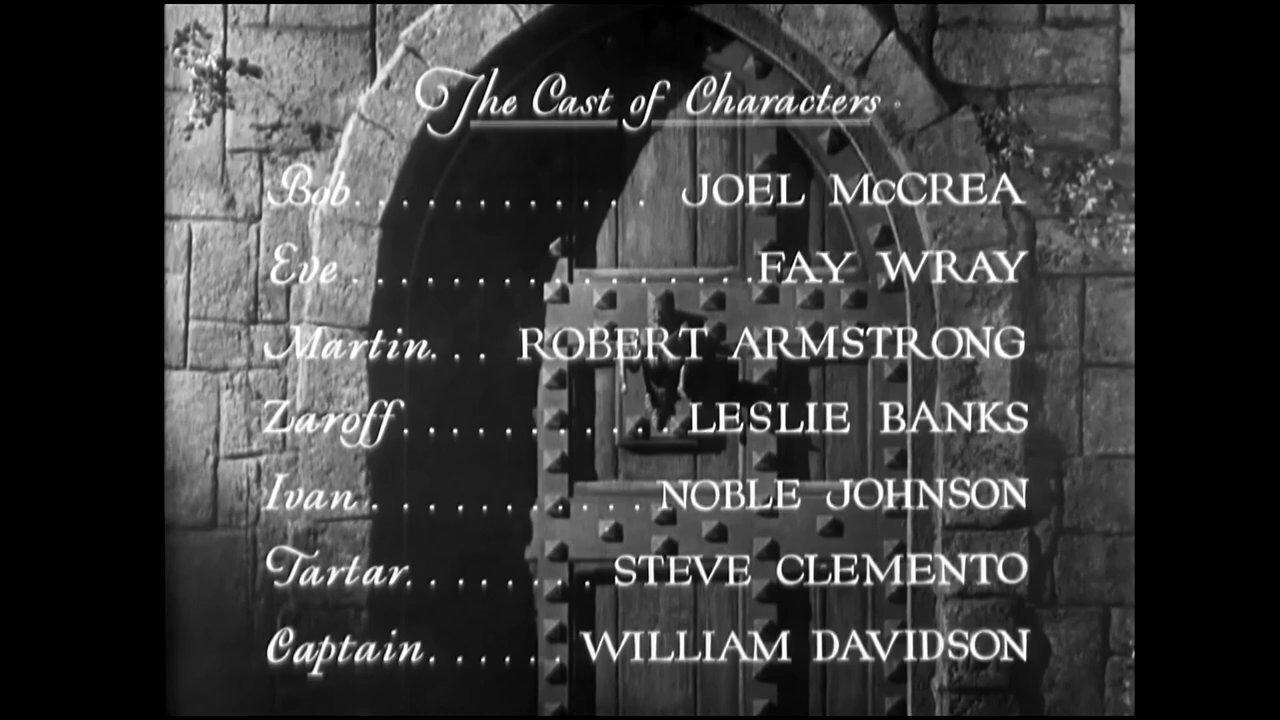 The Cast of Characters
Bob............ JOEL McCREA
Eve.................FAY WRAY
Martin... ROBERT ARMSTRONG
Zaroff...........LESLIE BANKS
Ivan............NOBLE JOHNSON
Tartar........ STEVE CLEMENTO
Captain......WILLIAM DAVIDSON